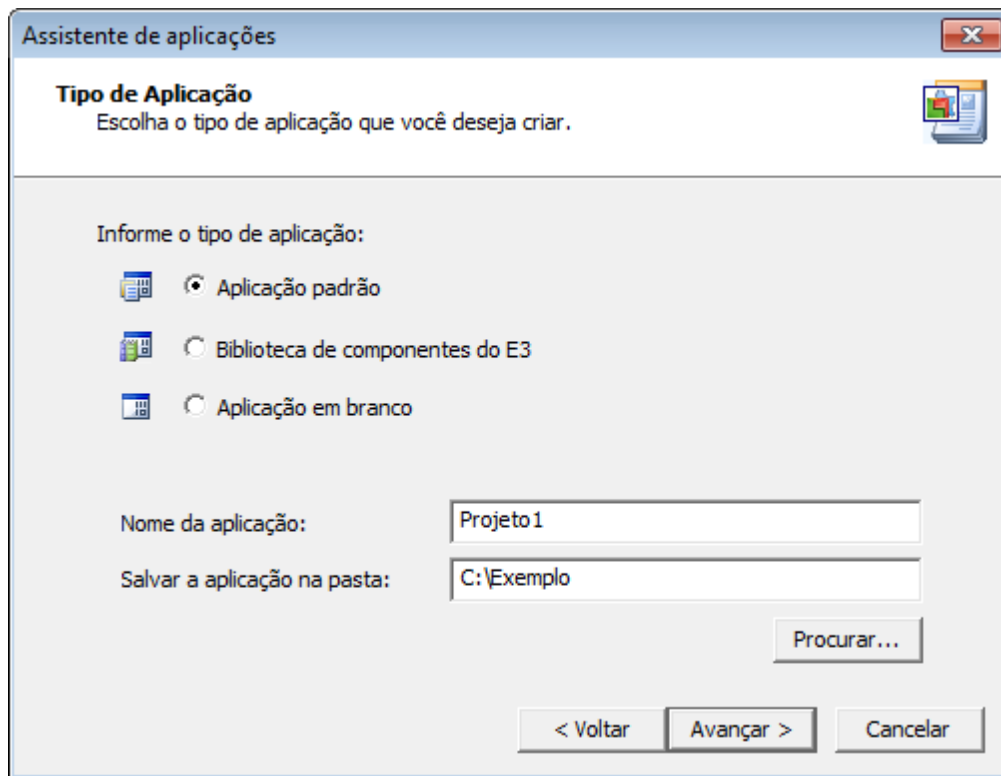 Assistente de aplicações
Tipo de Aplicação
Escolha o tipo de aplicação que você deseja criar.
Informe o tipo de aplicação:
Aplicação padrão
Biblioteca de componentes do E3
Aplicação em branco
Nome da aplicação: Projeto1
Salvar a aplicação na pasta: C:\Exemplo
Procurar...
< Voltar Avançar > Cancelar